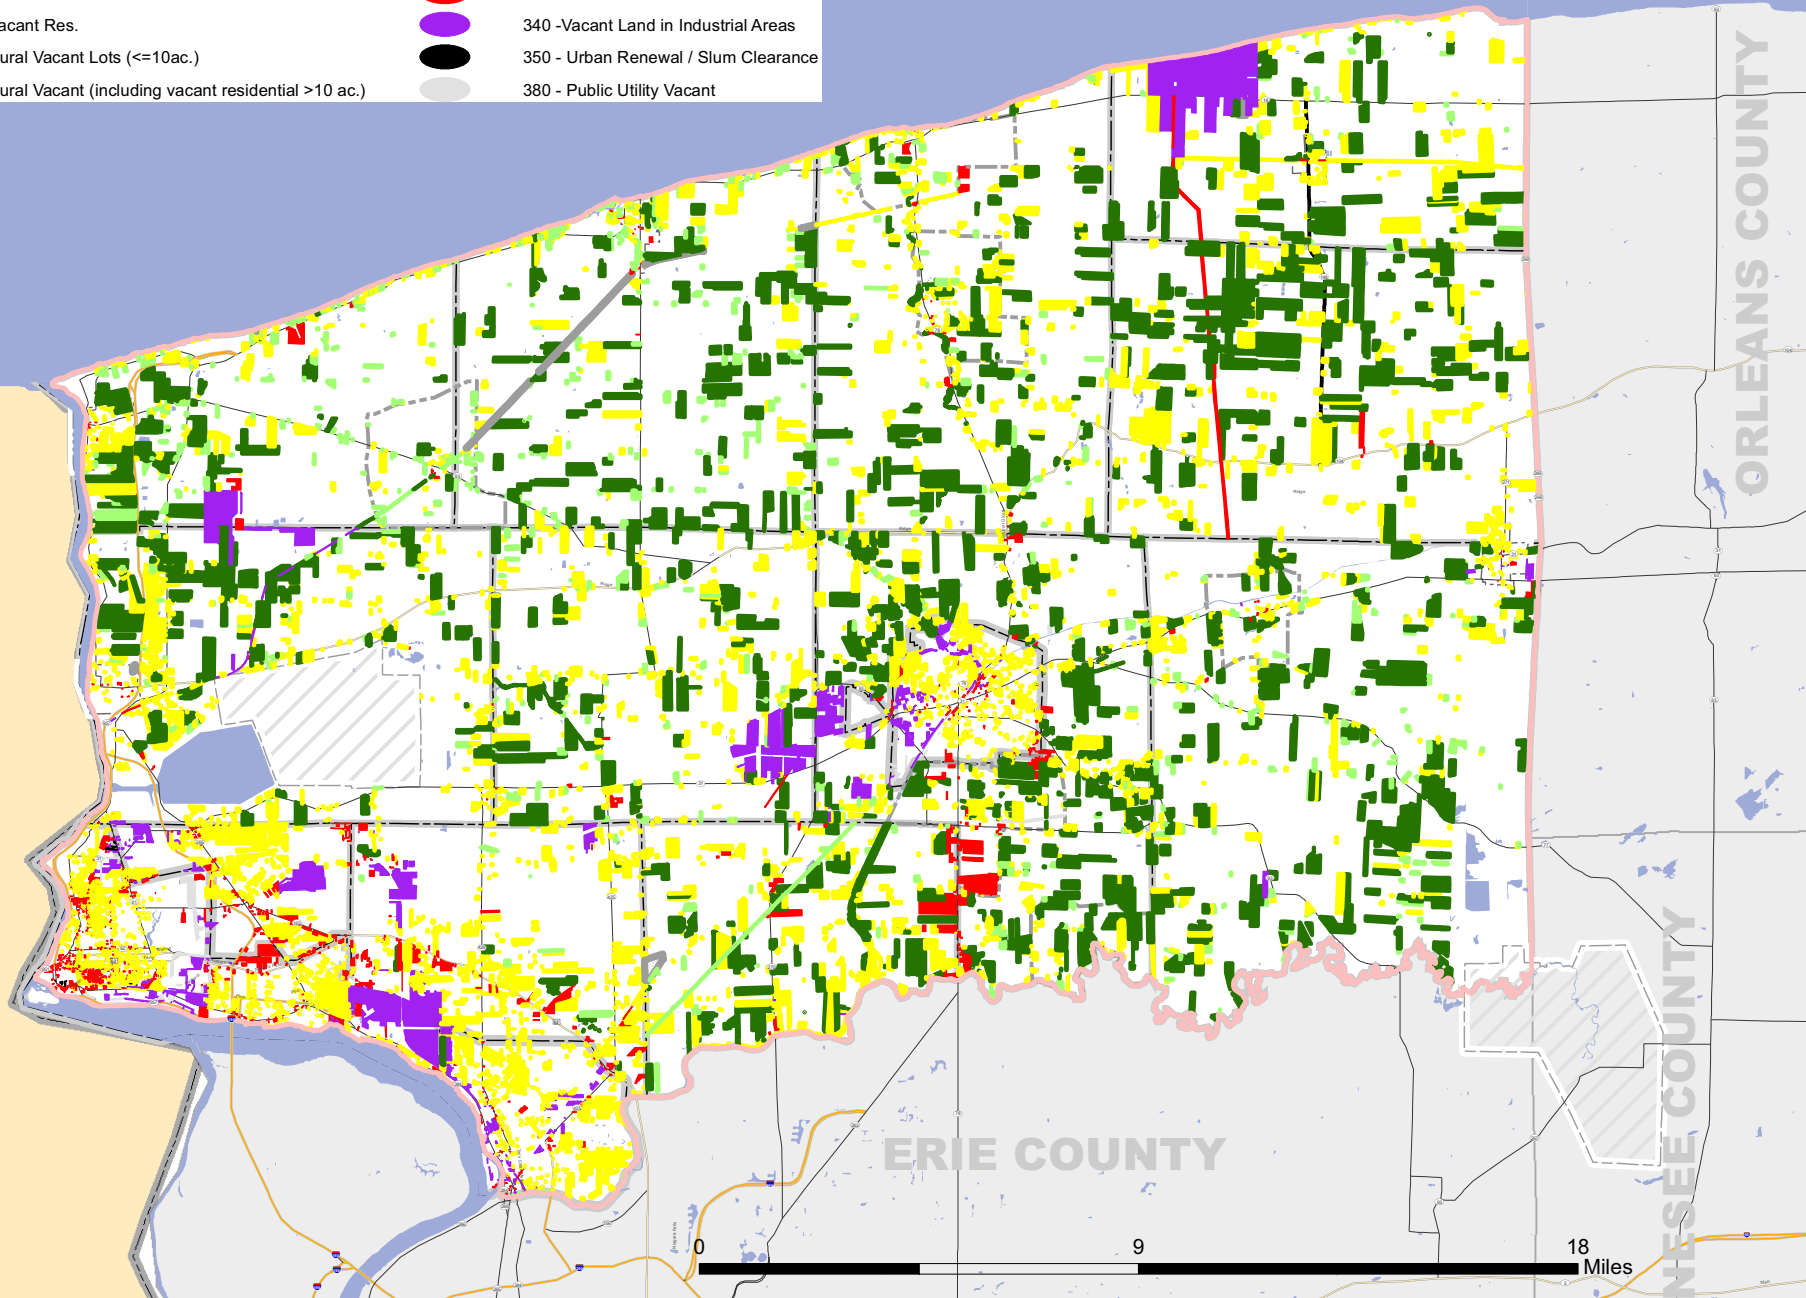 acant Res.
ural Vacant Lots (<=10ac.)
ural Vacant (including vacant residential >10 ac.)
340 -Vacant Land in Industrial Areas
350 - Urban Renewal / Slum Clearance
380 - Public Utility Vacant
ORLEANS COUNTY
ERIE COUNTY
NESEE COUNTY
0
9
18
Miles